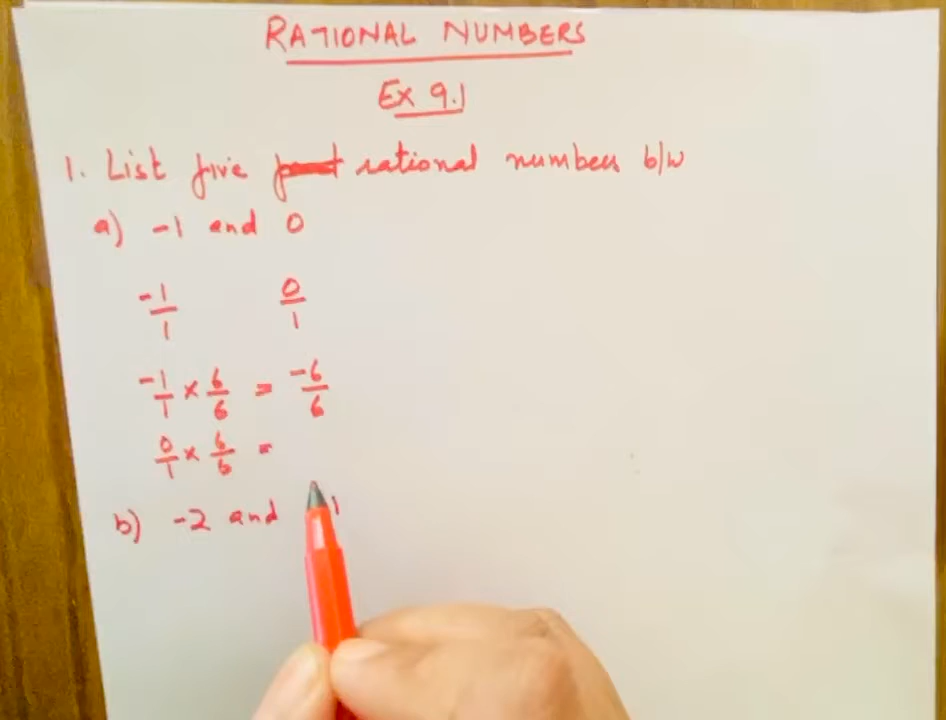 RATIONAL NUMBERS
Ex 9.1
1. List five rational numbers b/w
a) -1 and 0
-1/1 0/1
-1/1 × 6/6 = -6/6
0/1 × 6/6 =
b) -2 and 1